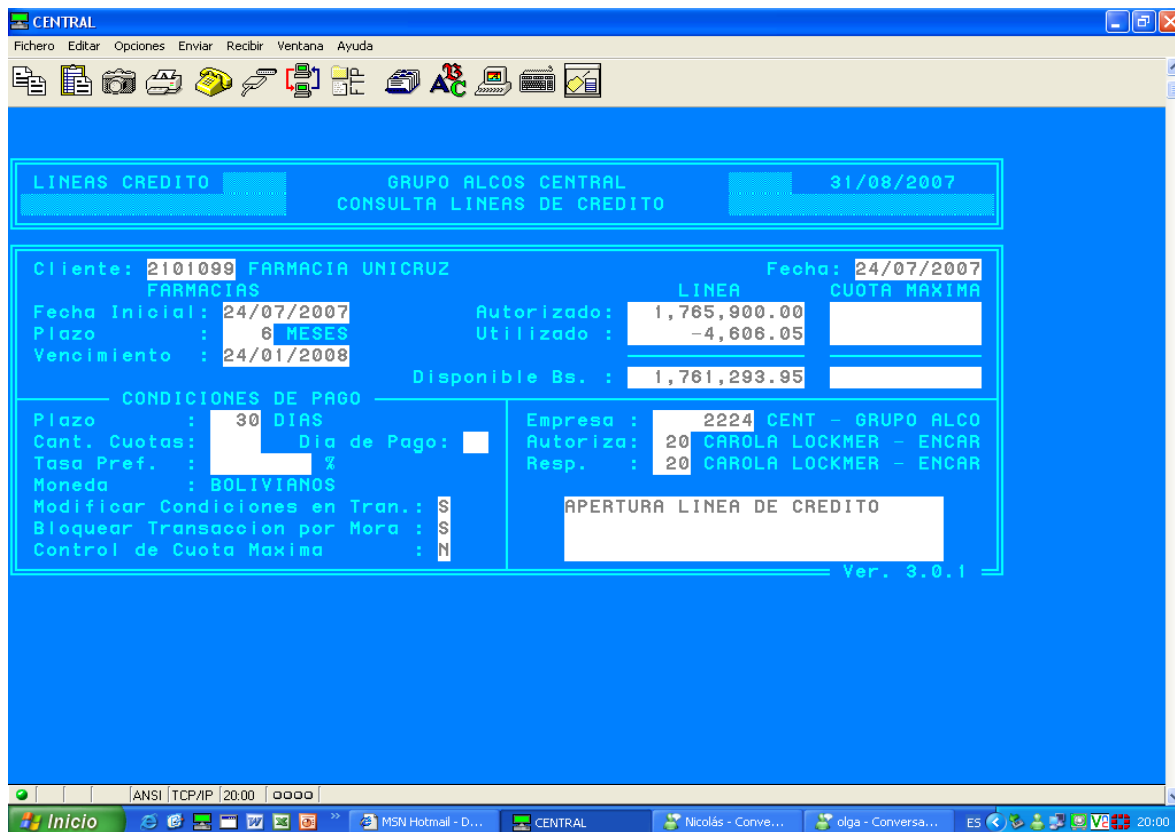 CENTRAL
Fichero Editar Opciones Enviar Recibir Ventana Ayuda
LINEAS CREDITO GRUPO ALCOS CENTRAL 31/08/2007
CONSULTA LINEAS DE CREDITO
Cliente: 2101099 FARMACIA UNICRUZ Fecha: 24/07/2007
FARMACIAS LINEA CUOTA MAXIMA
Fecha Inicial: 24/07/2007 Autorizado: 1,765,900.00
Plazo : 6 MESES Utilizado : -4,606.05
Vencimiento : 24/01/2008
Disponible Bs. : 1,761,293.95
CONDICIONES DE PAGO
Plazo : 30 DIAS Empresa : 2224 CENT - GRUPO ALCO
Cant. Cuotas: Dia de Pago: Autoriza: 20 CAROLA LOCKMER - ENCAR
Tasa Pref. : % Resp. : 20 CAROLA LOCKMER - ENCAR
Moneda : BOLIVIANOS
Modificar Condiciones en Tran.: S APERTURA LINEA DE CREDITO
Bloquear Transaccion por Mora : S
Control de Cuota Maxima : N
Ver. 3.0.1
ANSI TCP/IP 20:00
Inicio MSN Hotmail - D... CENTRAL Nicolás - Conve... olga - Conversa... ES 20:00